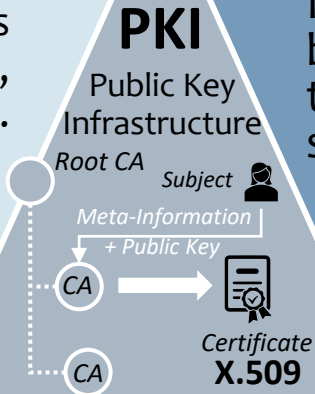 s
,
.
PKI
Public Key
Infrastructure
Root CA
Subject
Meta-Information
+ Public Key
CA
Certificate
X.509
CA
b
t
s